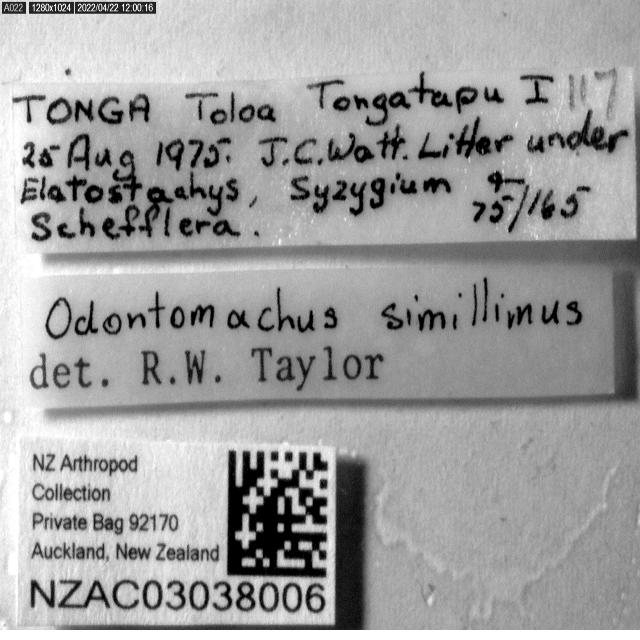 A022 1280x1024 2022/04/22 12:00:16
TONGA Toloa Tongatapu I 117
25 Aug 1975. J.C.Watt. Litter under
Elatostachys, Syzygium 75/165
Schefflera.
Odontomachus simillimus
det. R.W. Taylor
NZ Arthropod
Collection
Private Bag 92170
Auckland, New Zealand
NZAC03038006